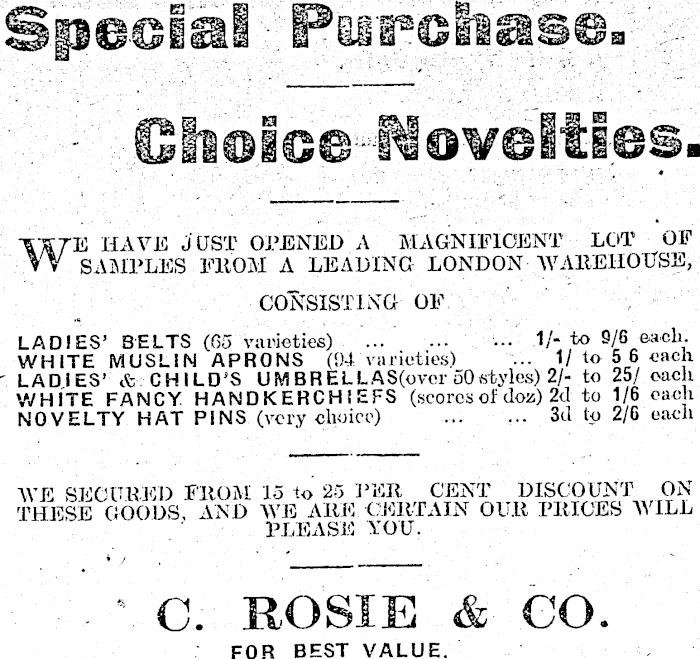 Special Purchase.
Choice Novelties.
WE HAVE JUST OPENED A MAGNIFICENT LOT OF
SAMPLES FROM A LEADING LONDON WAREHOUSE,
CONSISTING OF
LADIES' BELTS (65 varieties) ... ... ... 1/- to 9/6 each.
WHITE MUSLIN APRONS (94 varieties) ... 1/ to 5 6 each
LADIES' & CHILD'S UMBRELLAS (over 50 styles) 2/- to 25/ each
WHITE FANCY HANDKERCHIEFS (scores of doz) 2d to 1/6 each
NOVELTY HAT PINS (very choice) ... ... 3d to 2/6 each
WE SECURED FROM 15 to 25 PER CENT DISCOUNT ON
THESE GOODS, AND WE ARE CERTAIN OUR PRICES WILL
PLEASE YOU.
C. ROSIE & CO.
FOR BEST VALUE.